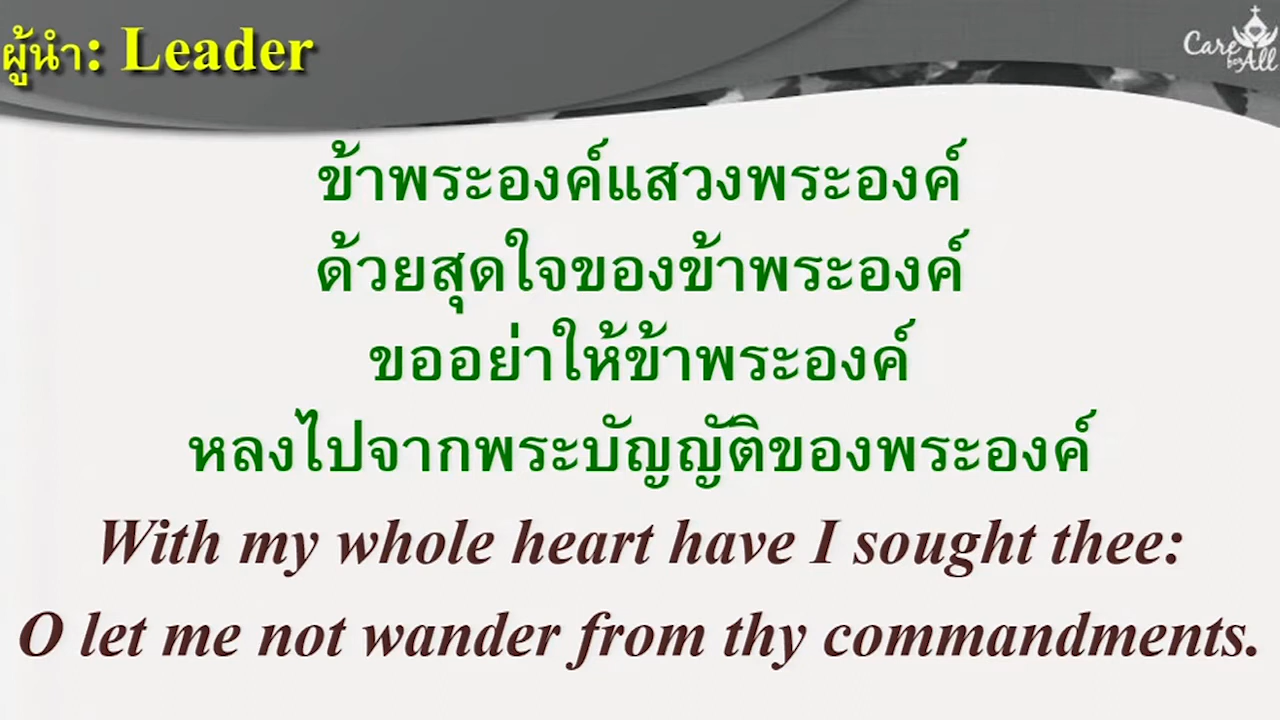 ผู้นำ: Leader
Care
for All
ข้าพระองค์แสวงพระองค์
ด้วยสุดใจของข้าพระองค์
ขออย่าให้ข้าพระองค์
หลงไปจากพระบัญญัติของพระองค์
With my whole heart have I sought thee:
O let me not wander from thy commandments.